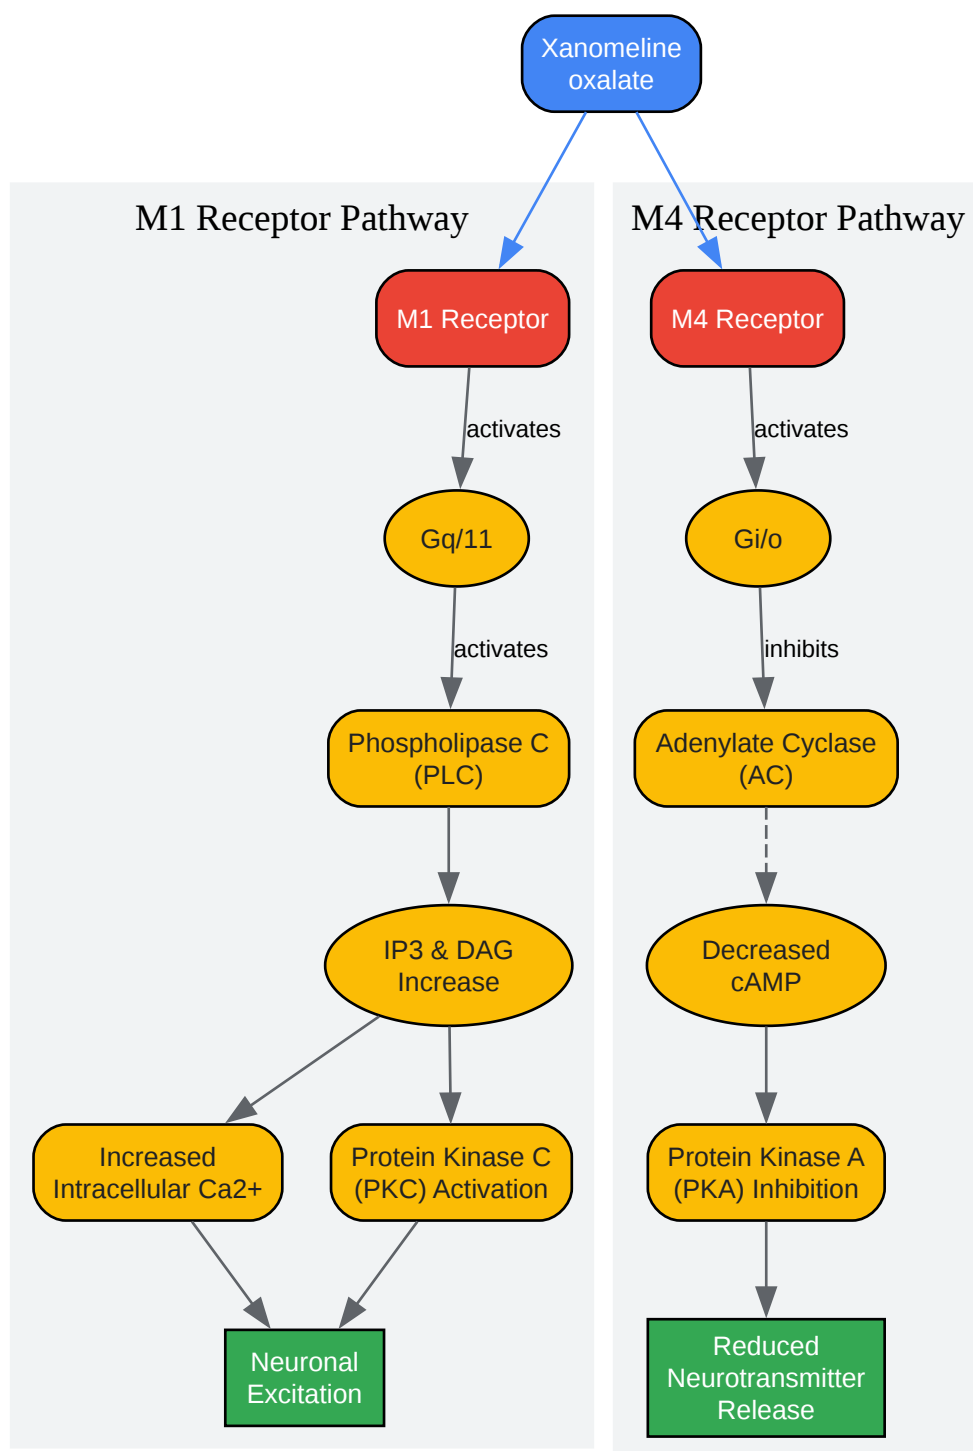 Xanomeline
oxalate
M1 Receptor Pathway
M4 Receptor Pathway
M1 Receptor
M4 Receptor
activates
activates
Gq/11
Gi/o
activates
inhibits
Phospholipase C
(PLC)
Adenylate Cyclase
(AC)
IP3 & DAG
Increase
Decreased
cAMP
Increased
Intracellular Ca2+
Protein Kinase C
(PKC) Activation
Protein Kinase A
(PKA) Inhibition
Neuronal
Excitation
Reduced
Neurotransmitter
Release